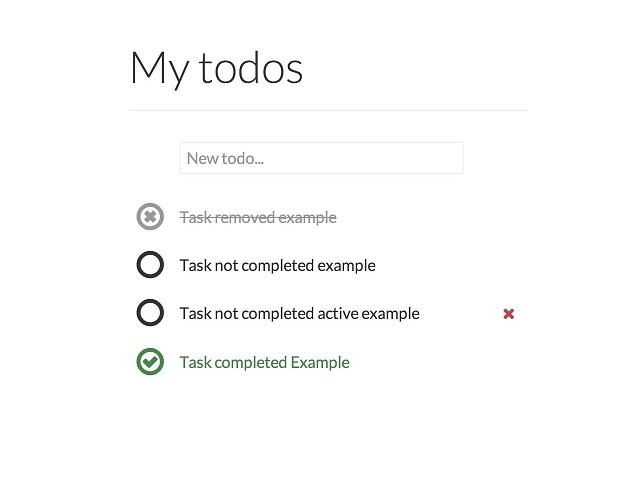 My todos
New todo...
Task removed example
Task not completed example
Task not completed active example
Task completed Example